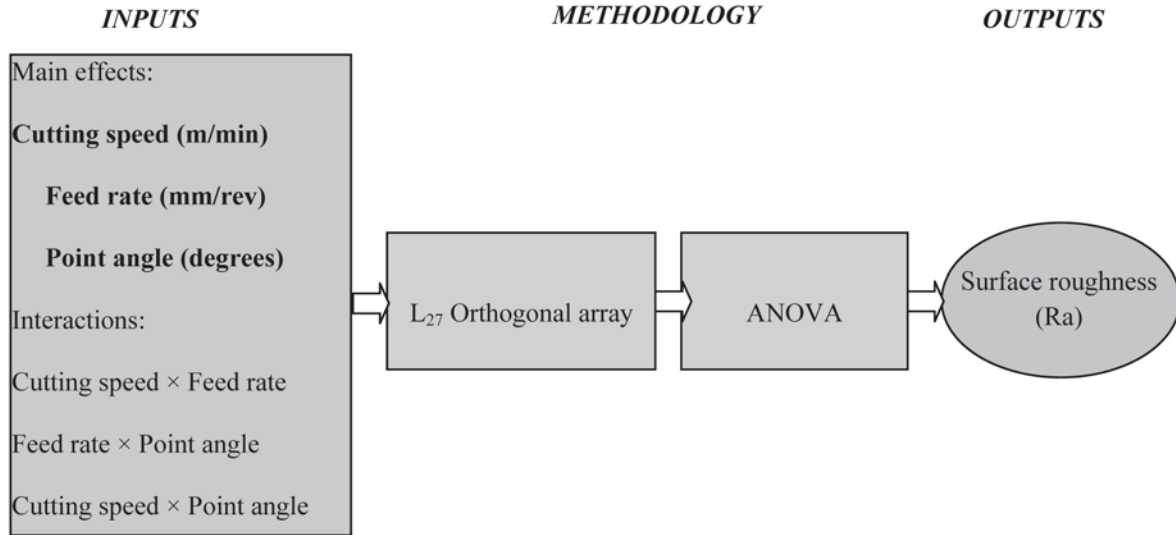 INPUTS
METHODOLOGY
OUTPUTS
Main effects:
Cutting speed (m/min)
Feed rate (mm/rev)
Point angle (degrees)
Interactions:
Cutting speed × Feed rate
Feed rate × Point angle
Cutting speed × Point angle
L₂₇ Orthogonal array
ANOVA
Surface roughness
(Ra)